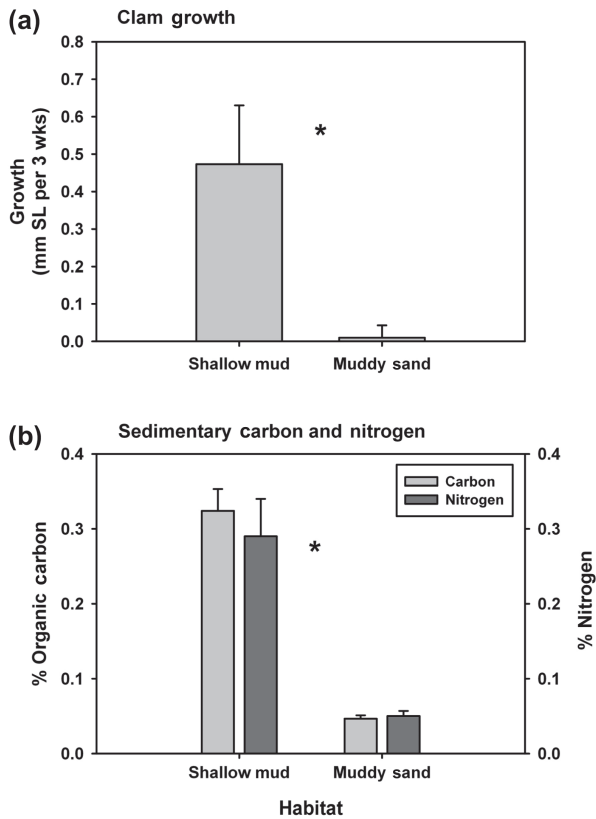 (a) Clam growth
0.8
0.7
0.6
0.5
0.4
0.3
0.2
0.1
0.0
Growth
(mm SL per 3 wks)
*
Shallow mud Muddy sand
(b) Sedimentary carbon and nitrogen
0.4
0.3
0.2
0.1
0.0
% Organic carbon
Carbon
Nitrogen
*
0.4
0.3
0.2
0.1
0.0
% Nitrogen
Shallow mud Muddy sand
Habitat